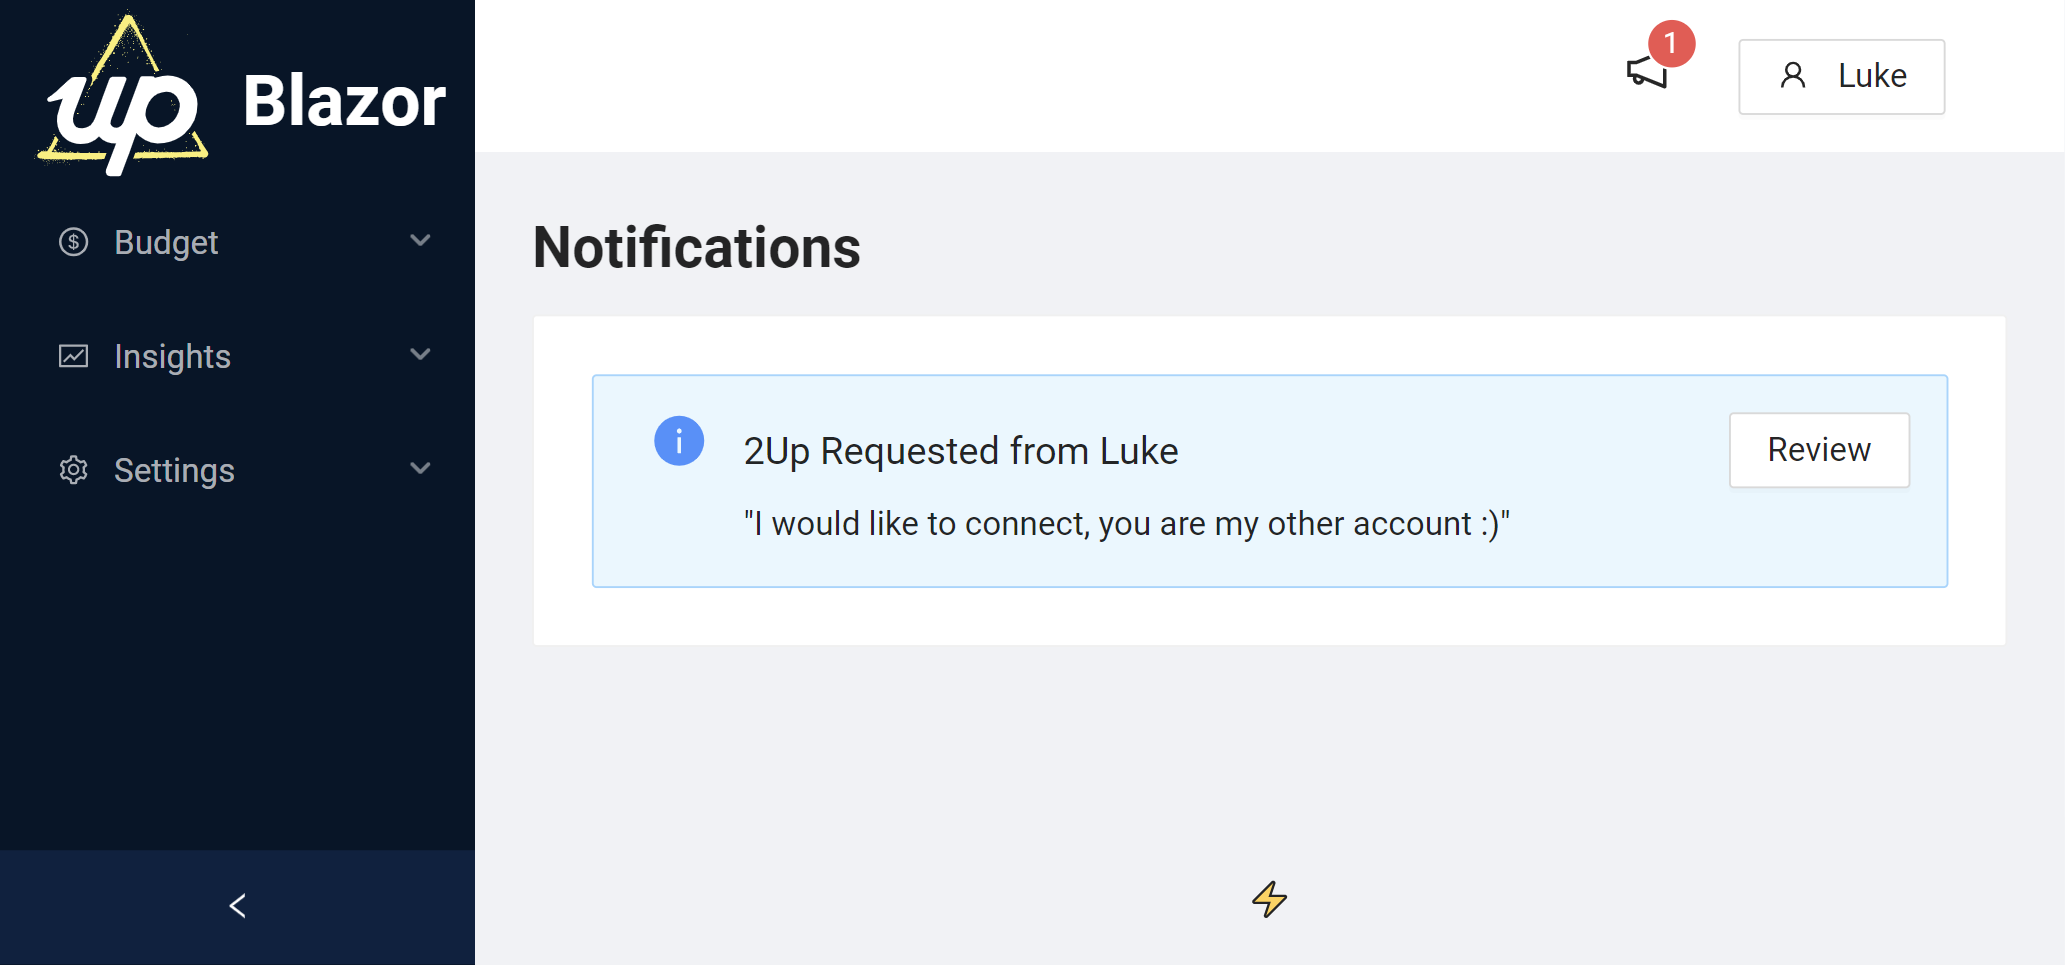 up Blazor
1
Luke
Budget
Insights
Settings
Notifications
2Up Requested from Luke
Review
"I would like to connect, you are my other account :)"